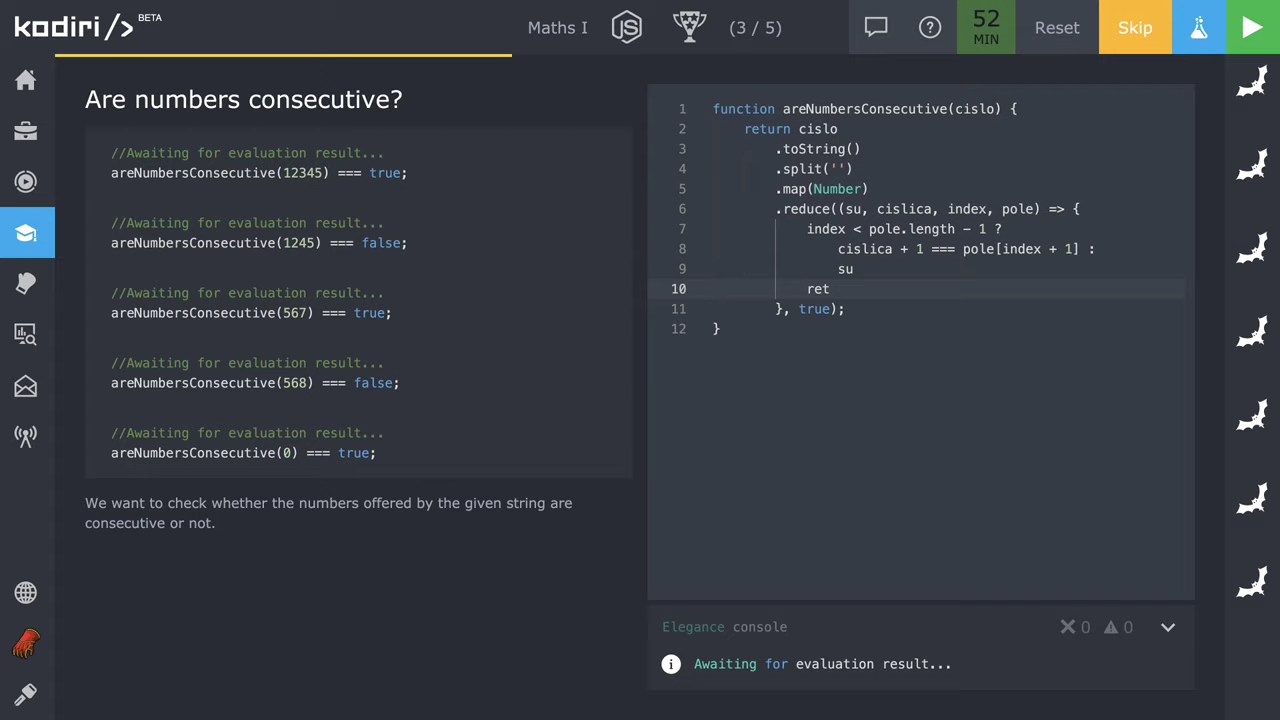 kodiri/> BETA
Maths I
JS
(3 / 5)
52
MIN
Reset
Skip
Are numbers consecutive?
//Awaiting for evaluation result...
areNumbersConsecutive(12345) === true;
//Awaiting for evaluation result...
areNumbersConsecutive(1245) === false;
//Awaiting for evaluation result...
areNumbersConsecutive(567) === true;
//Awaiting for evaluation result...
areNumbersConsecutive(568) === false;
//Awaiting for evaluation result...
areNumbersConsecutive(0) === true;
We want to check whether the numbers offered by the given string are
consecutive or not.
1 function areNumbersConsecutive(cislo) {
2 return cislo
3 .toString()
4 .split('')
5 .map(Number)
6 .reduce((su, cislica, index, pole) => {
7 index < pole.length - 1 ?
8 cislica + 1 === pole[index + 1] :
9 su
10 ret
11 }, true);
12 }
Elegance console
0 0
Awaiting for evaluation result...